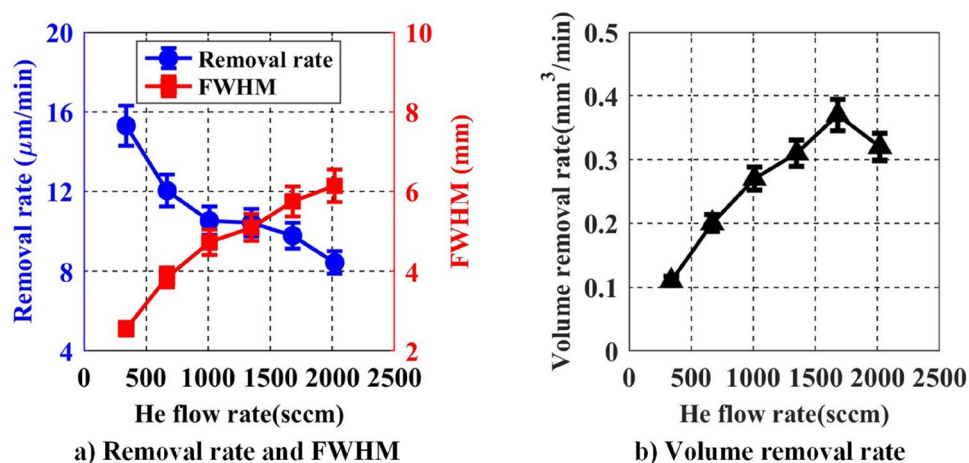 20
16
12
8
4
Removal rate (μm/min)
Removal rate
FWHM
10
8
6
4
2
FWHM (mm)
0 500 1000 1500 2000 2500
He flow rate(sccm)
a) Removal rate and FWHM
0.5
0.4
0.3
0.2
0.1
0
Volume removal rate(mm³/min)
0 500 1000 1500 2000 2500
He flow rate(sccm)
b) Volume removal rate